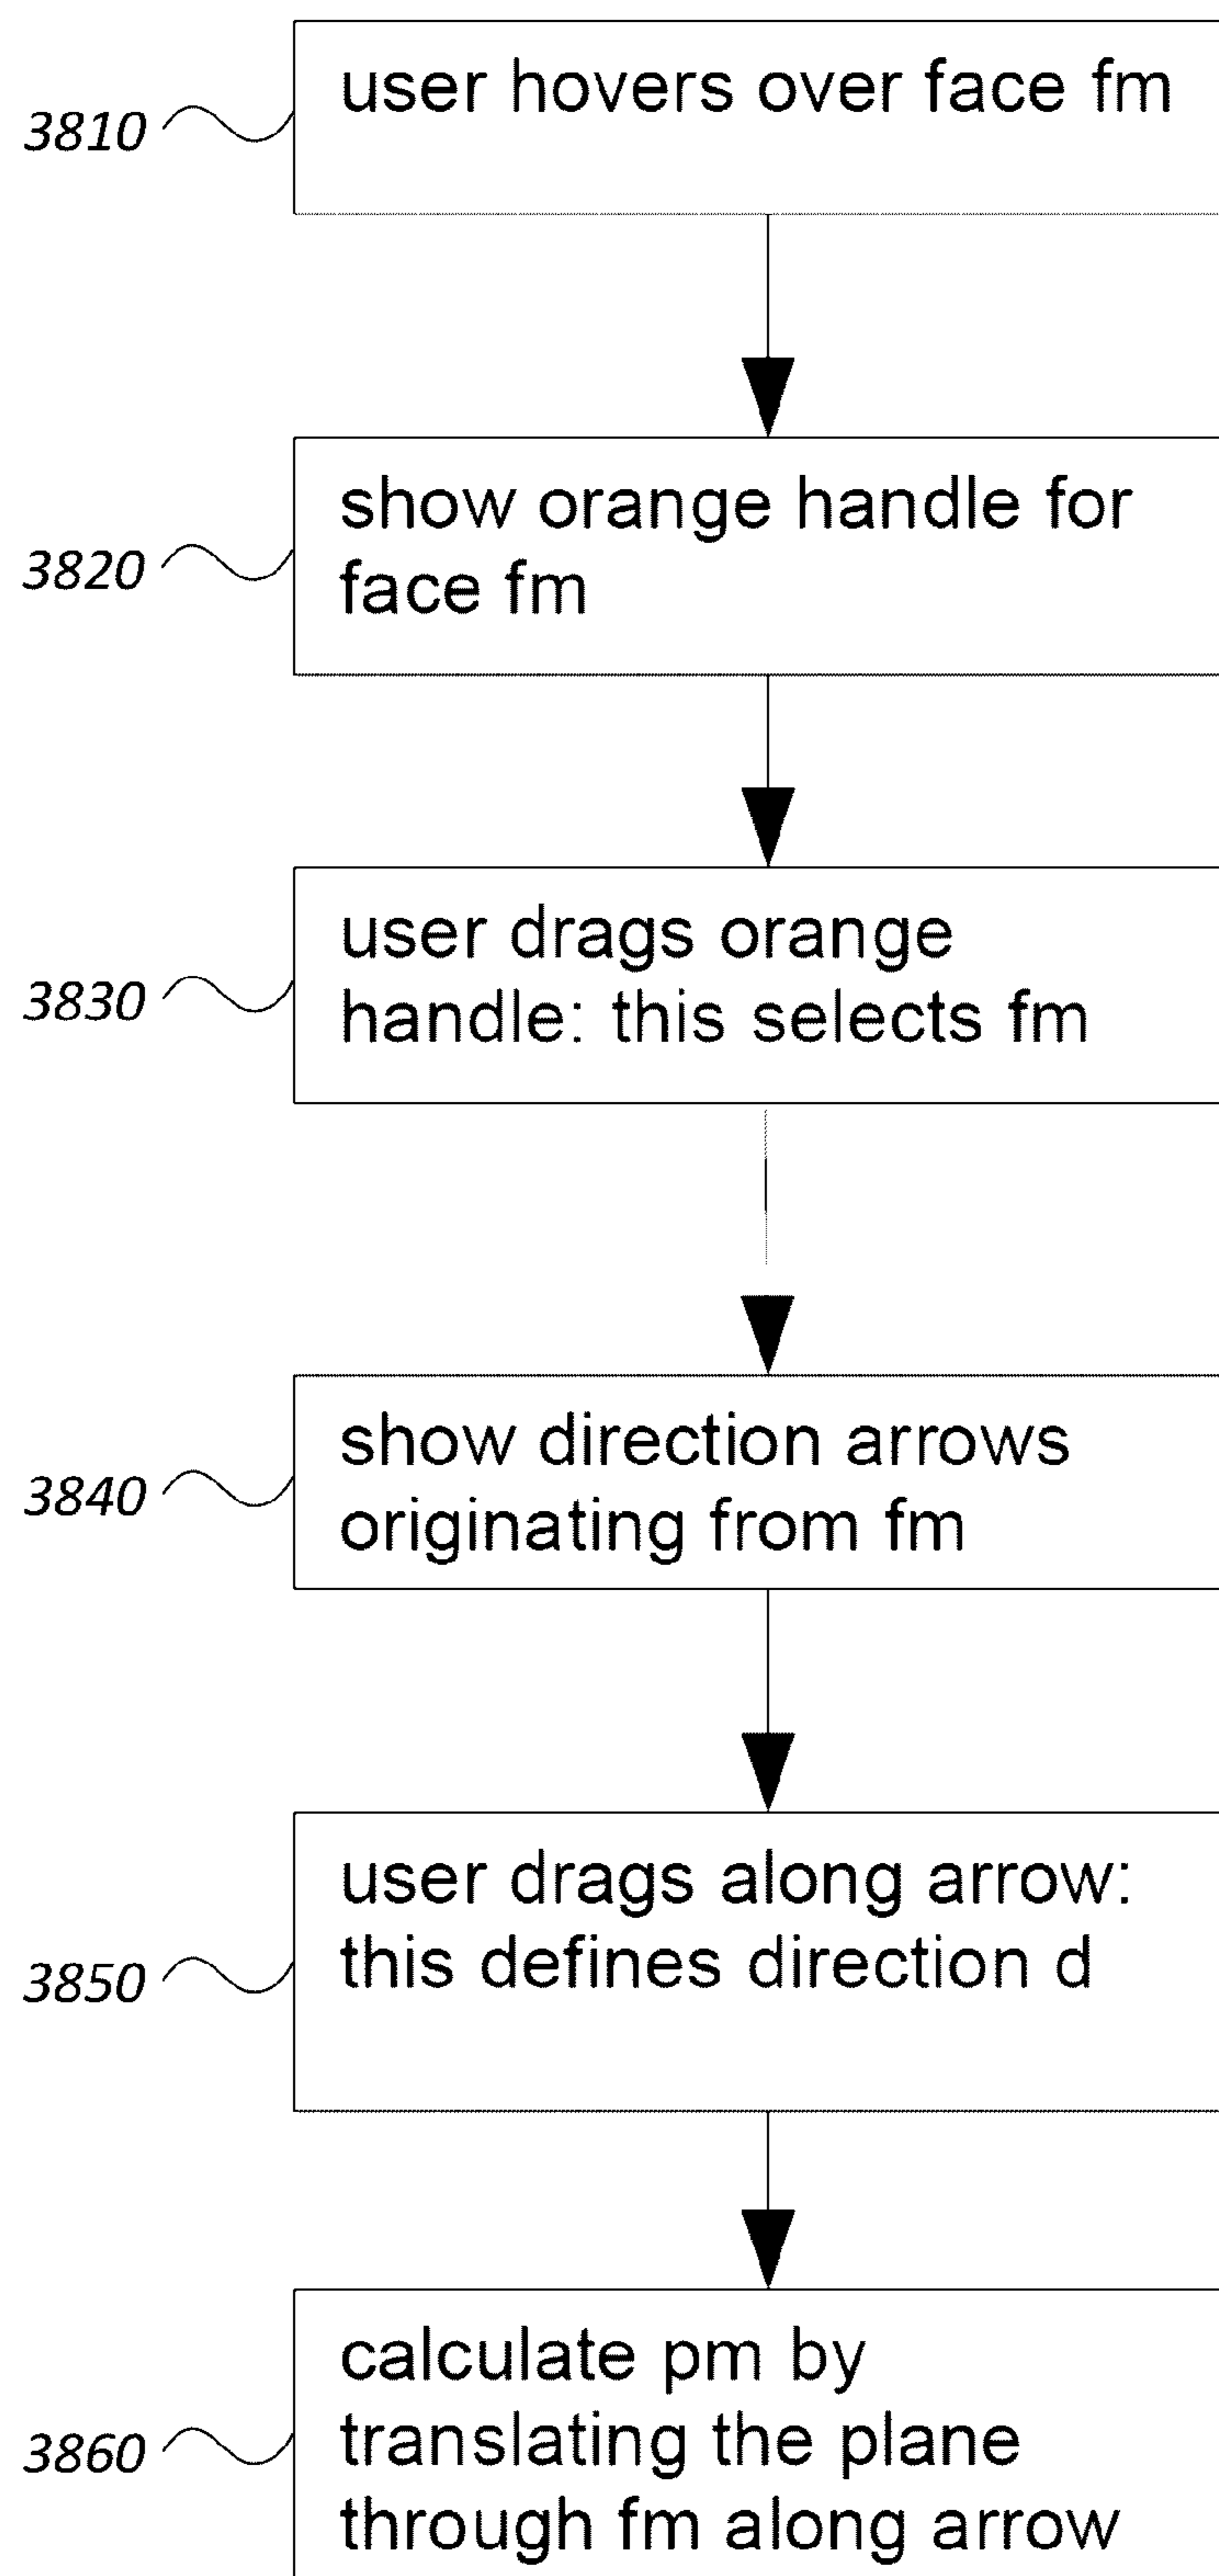 3810
user hovers over face fm
3820
show orange handle for
face fm
3830
user drags orange
handle: this selects fm
3840
show direction arrows
originating from fm
3850
user drags along arrow:
this defines direction d
3860
calculate pm by
translating the plane
through fm along arrow